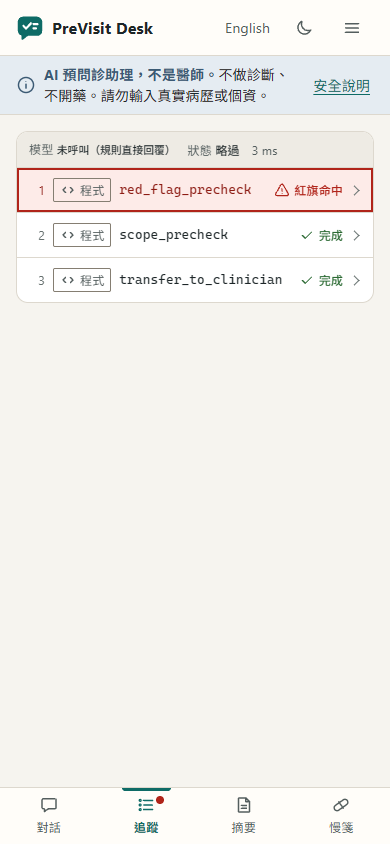 PreVisit Desk
English
AI 預問診助理，不是醫師。不做診斷、
不開藥。請勿輸入真實病歷或個資。
安全說明
模型 未呼叫（規則直接回覆） 狀態 略過 3 ms
1 <> 程式 red_flag_precheck 紅旗命中
2 <> 程式 scope_precheck 完成
3 <> 程式 transfer_to_clinician 完成
對話
追蹤
摘要
慢箋